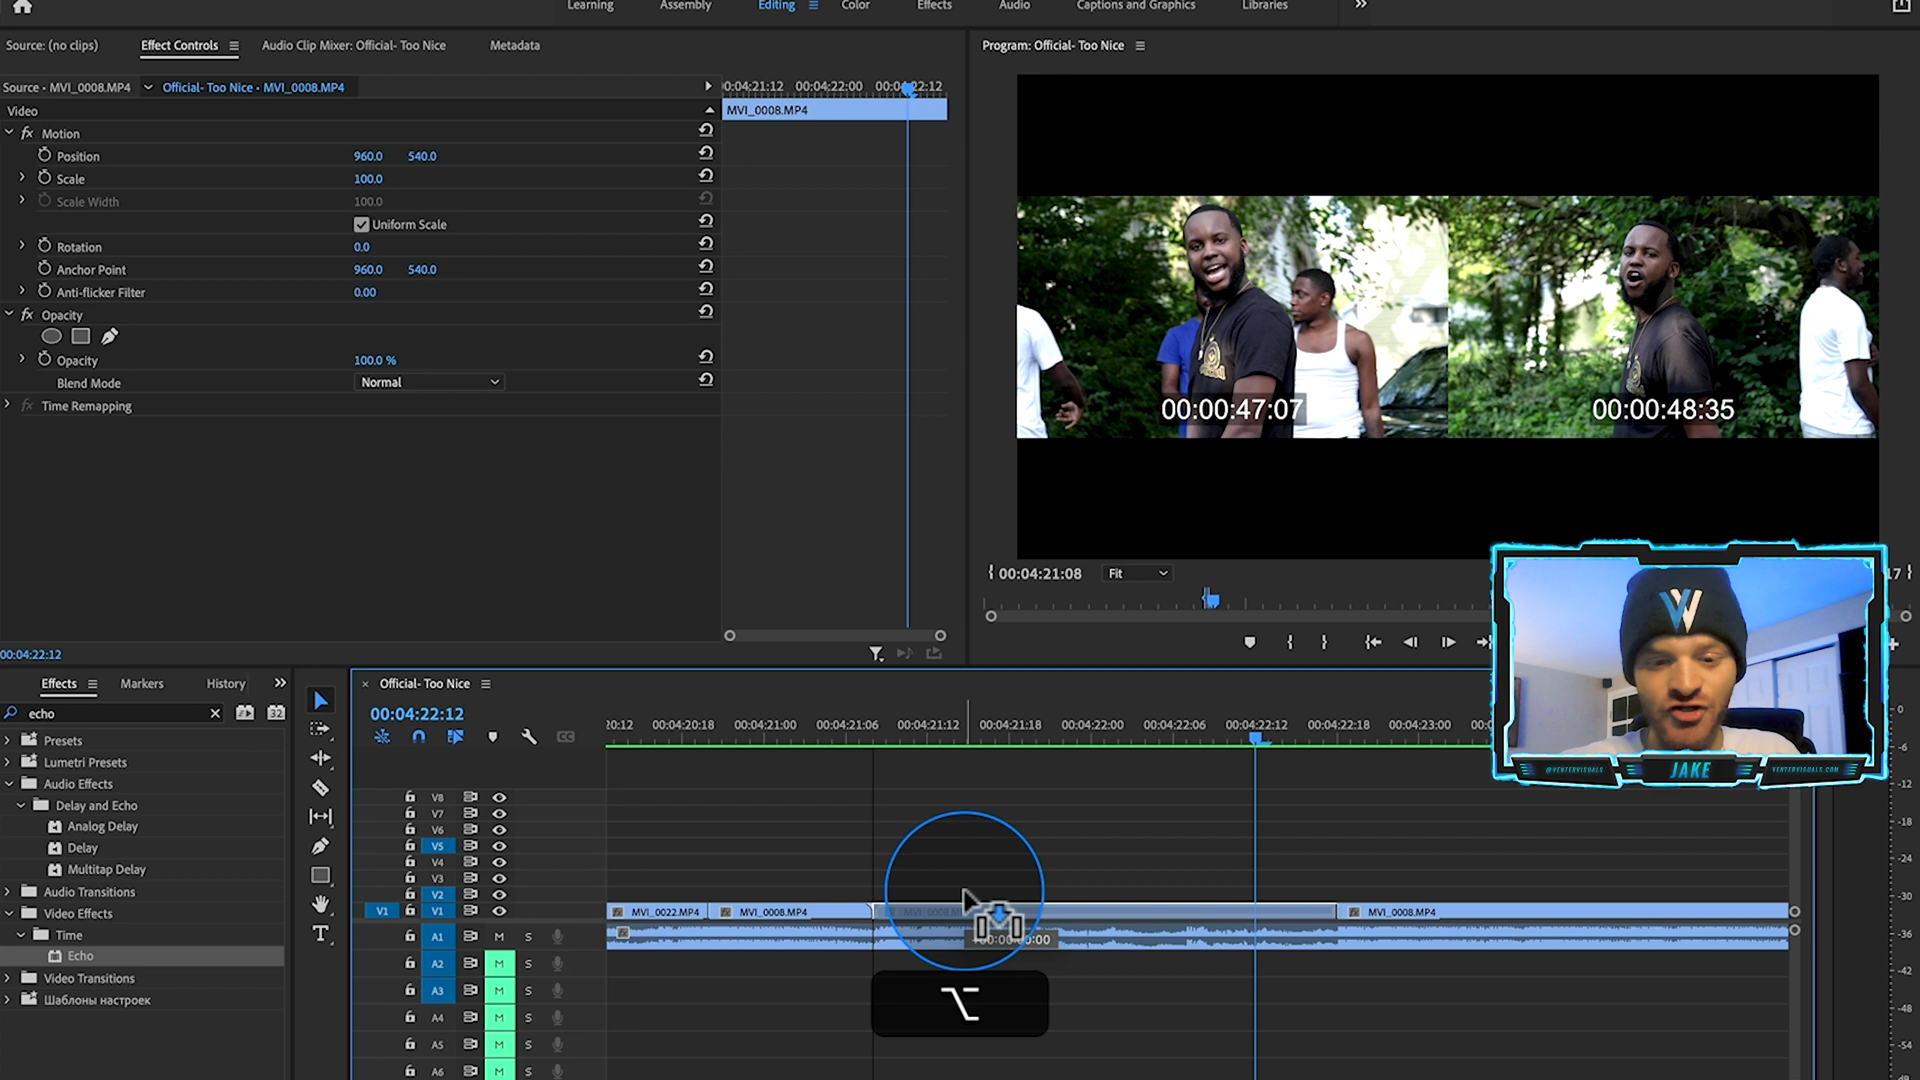 Learning Assembly Editing Color Effects Audio Captions and Graphics Libraries
Source: (no clips) Effect Controls Audio Clip Mixer: Official- Too Nice Metadata
Program: Official- Too Nice
Source • MVI_0008.MP4 Official- Too Nice • MVI_0008.MP4
00:04:21:12 00:04:22:00 00:04:22:12
Video
MVI_0008.MP4
fx Motion
Position 960.0 540.0
Scale 100.0
Scale Width 100.0
Uniform Scale
Rotation 0.0
Anchor Point 960.0 540.0
Anti-flicker Filter 0.00
fx Opacity
Opacity 100.0 %
Blend Mode Normal
fx Time Remapping
00:00:47:07
00:00:48:35
00:04:21:08 Fit
17
00:04:22:12
Effects Markers History
echo
32
Presets
Lumetri Presets
Audio Effects
Delay and Echo
Analog Delay
Delay
Multitap Delay
Audio Transitions
Video Effects
Time
Echo
Video Transitions
Шаблоны настроек
Official- Too Nice
00:04:22:12
CC
20:12 00:04:20:18 00:04:21:00 00:04:21:06 00:04:21:12 00:04:21:18 00:04:22:00 00:04:22:06 00:04:22:12 00:04:22:18 00:04:23:00
V8
V7
V6
V5
V4
V3
V2
V1 V1
MVI_0022.MP4 MVI_0008.MP4 MVI_0008.MP4
A1 M S
A2 M S
A3 M S
A4 M S
A5 M S
A6 M S
⌥
@VENTERVISUALS JAKE VENTERVISUALS.COM
0
-6
-12
-18
-24
-30
-36
-42
-48
-54